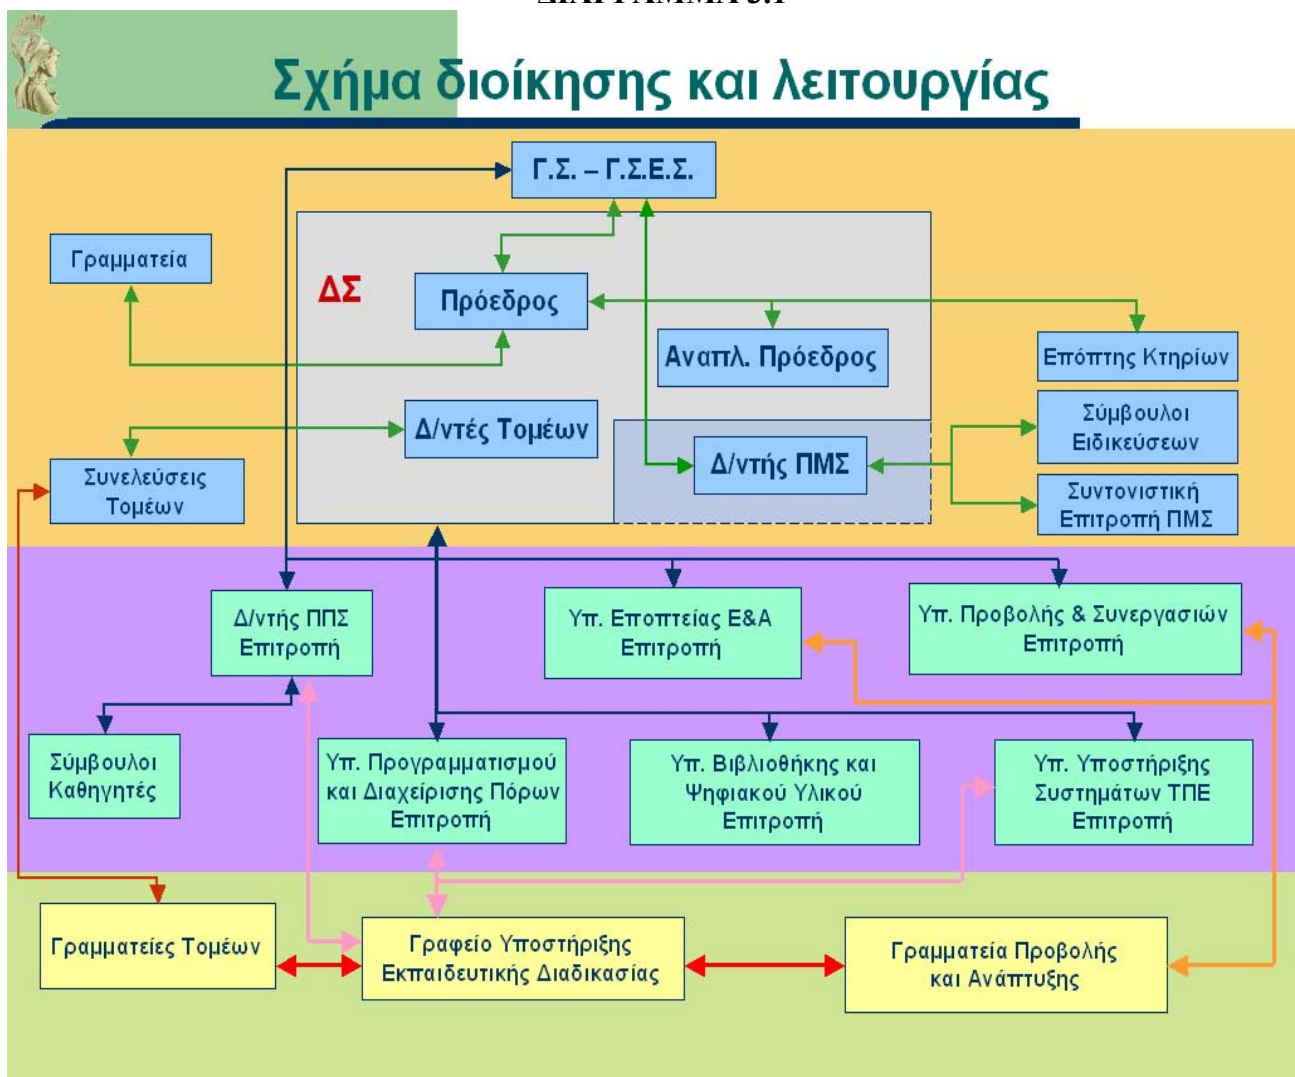 ΔΙΑΓΡΑΜΜΑ 3.1
Σχήμα διοίκησης και λειτουργίας
Γ.Σ. – Γ.Σ.Ε.Σ.
Γραμματεία
ΔΣ
Πρόεδρος
Αναπλ. Πρόεδρος
Επόπτης Κτηρίων
Δ/ντές Τομέων
Σύμβουλοι
Ειδικεύσεων
Δ/ντής ΠΜΣ
Συνελεύσεις
Τομέων
Συντονιστική
Επιτροπή ΠΜΣ
Δ/ντής ΠΠΣ
Επιτροπή
Υπ. Εποπτείας Ε&Α
Επιτροπή
Υπ. Προβολής & Συνεργασιών
Επιτροπή
Σύμβουλοι
Καθηγητές
Υπ. Προγραμματισμού
και Διαχείρισης Πόρων
Επιτροπή
Υπ. Βιβλιοθήκης και
Ψηφιακού Υλικού
Επιτροπή
Υπ. Υποστήριξης
Συστημάτων ΤΠΕ
Επιτροπή
Γραμματείες Τομέων
Γραφείο Υποστήριξης
Εκπαιδευτικής Διαδικασίας
Γραμματεία Προβολής
και Ανάπτυξης